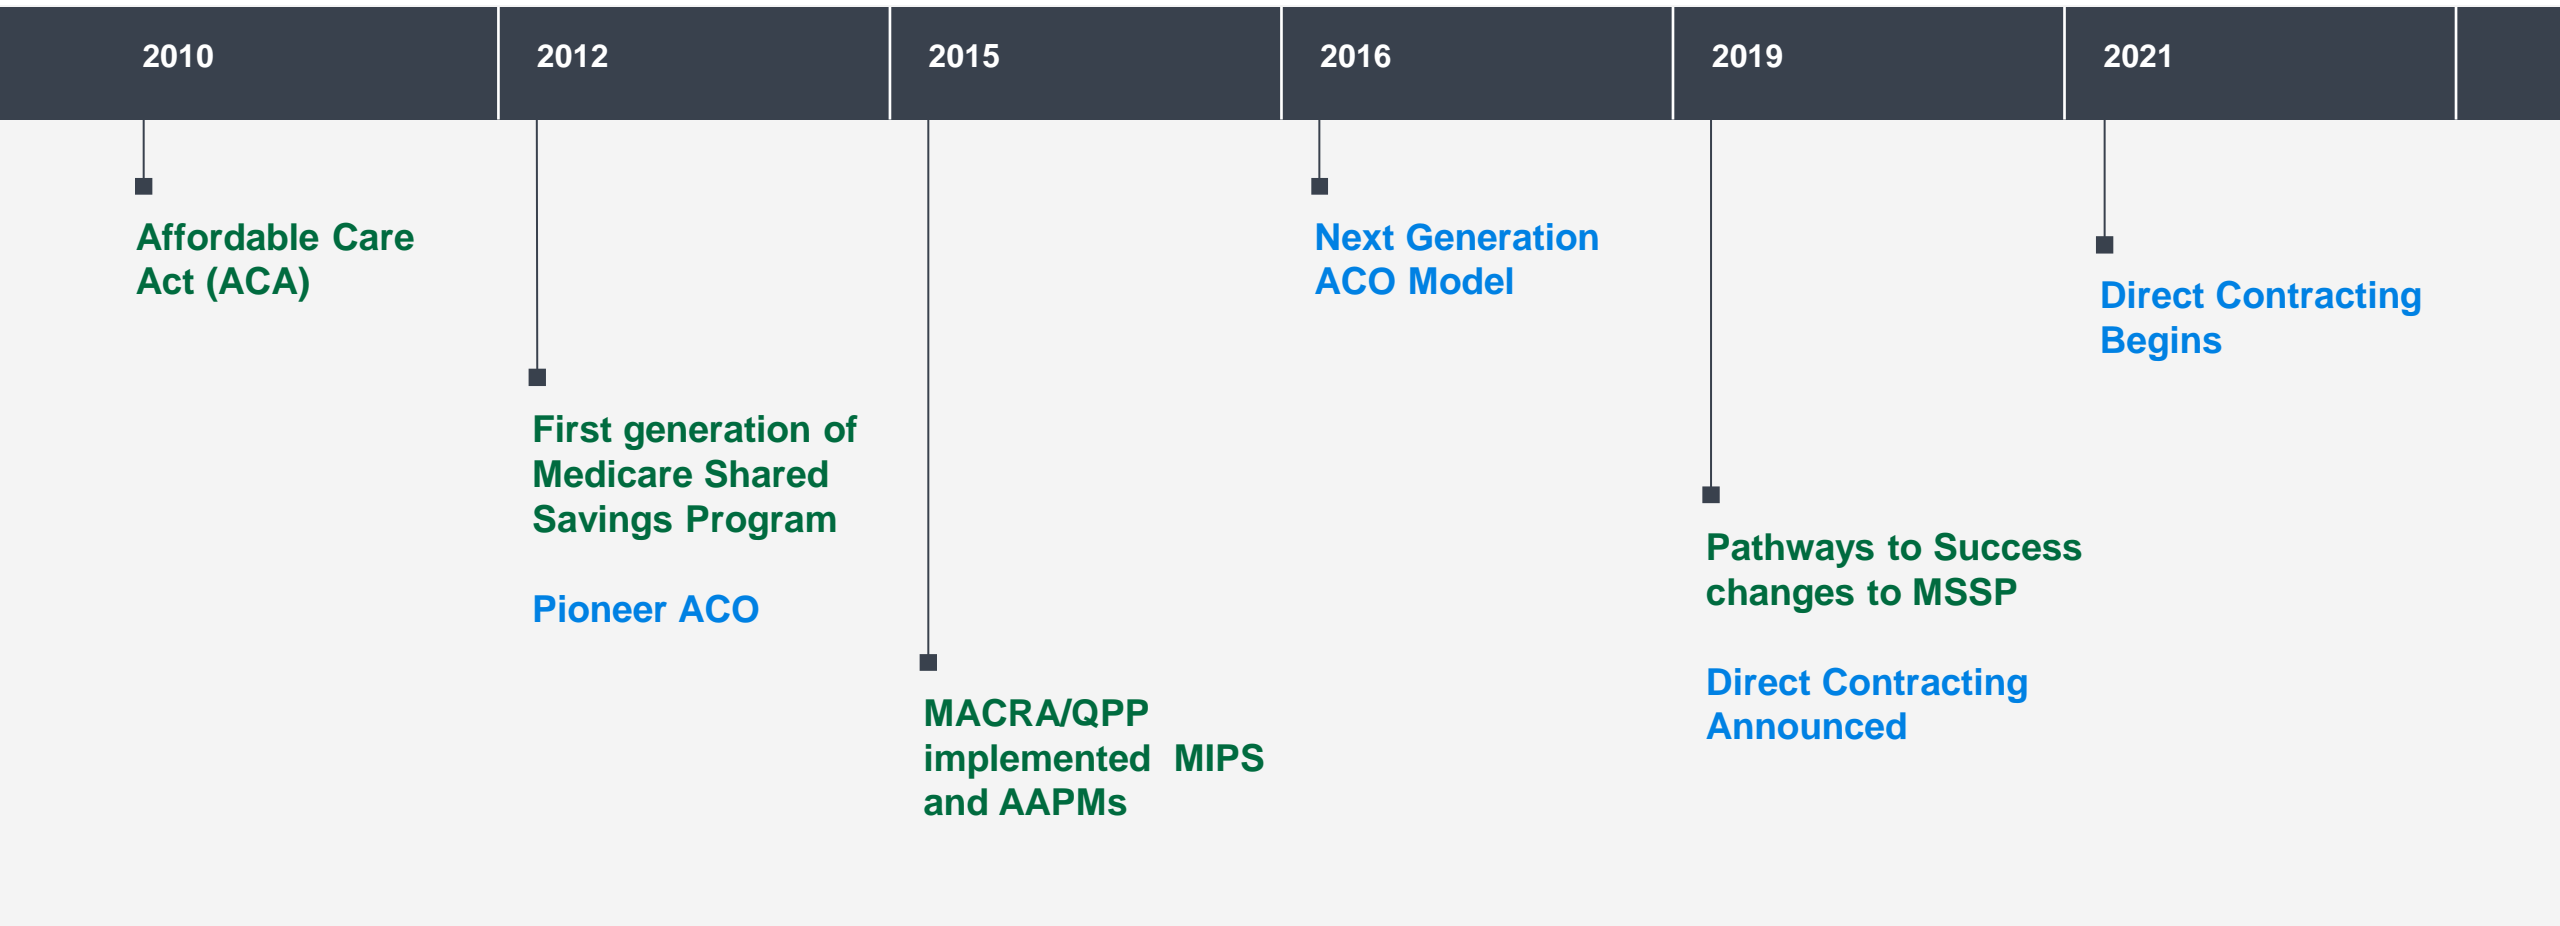 2010
2012
2015
2016
2019
2021
Affordable Care
Act (ACA)
First generation of
Medicare Shared
Savings Program
Pioneer ACO
MACRA/QPP
implemented  MIPS
and AAPMs
Next Generation
ACO Model
Pathways to Success
changes to MSSP
Direct Contracting
Announced
Direct Contracting
Begins